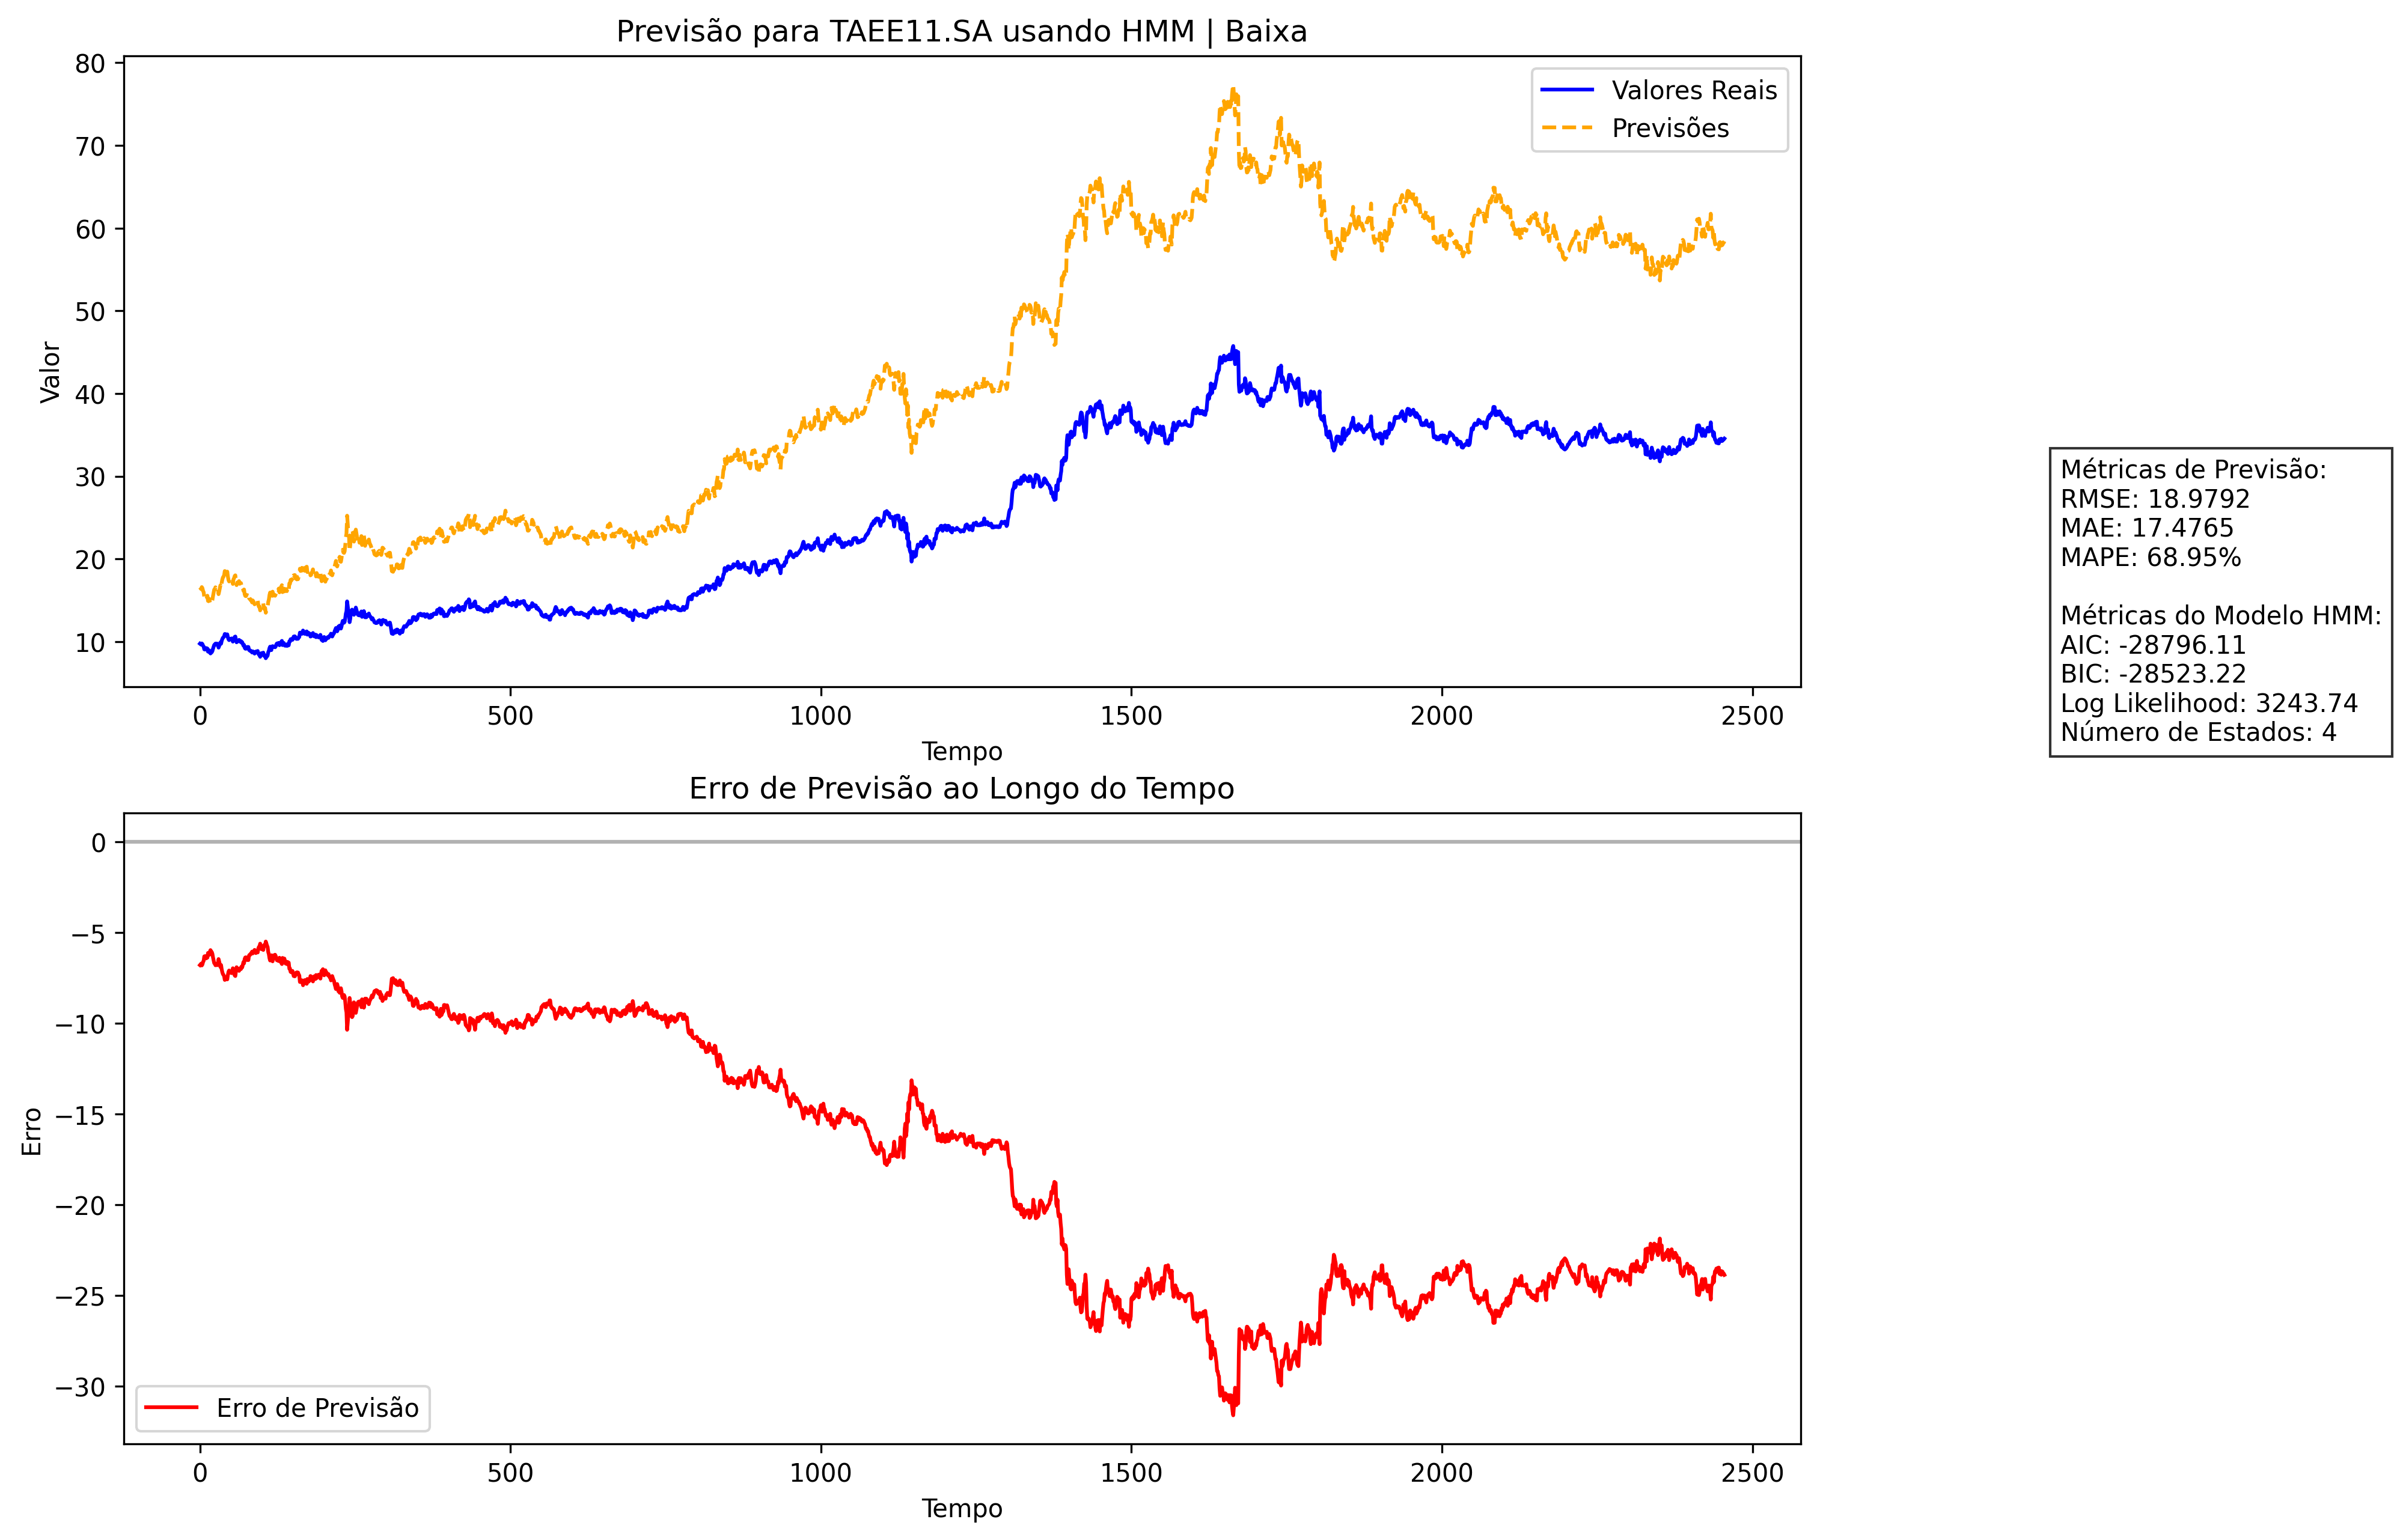 Previsão para TAEE11.SA usando HMM | Baixa
80
70
60
50
40
30
20
10
Valor
Valores Reais
Previsões
0
500
1000
1500
2000
2500
Tempo
Métricas de Previsão:
RMSE: 18.9792
MAE: 17.4765
MAPE: 68.95%
Métricas do Modelo HMM:
AIC: -28796.11
BIC: -28523.22
Log Likelihood: 3243.74
Número de Estados: 4
Erro de Previsão ao Longo do Tempo
0
−5
−10
−15
−20
−25
−30
Erro
Erro de Previsão
0
500
1000
1500
2000
2500
Tempo